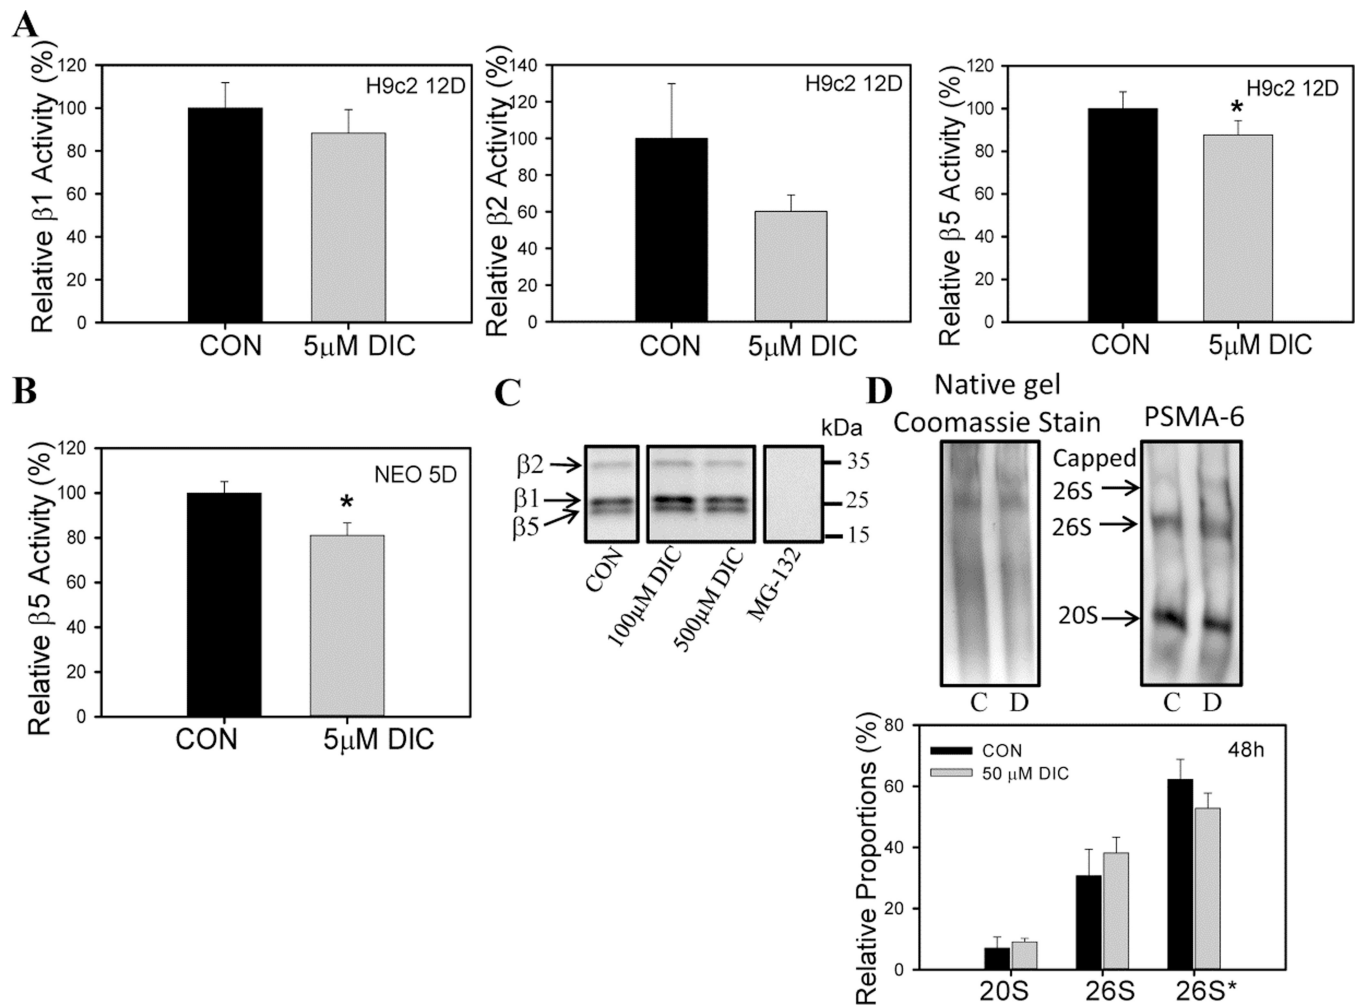 A
Relative β1 Activity (%)
120
100
80
60
40
20
0
H9c2 12D
CON
5μM DIC
Relative β2 Activity (%)
140
120
100
80
60
40
20
0
H9c2 12D
CON
5μM DIC
Relative β5 Activity (%)
120
100
80
60
40
20
0
H9c2 12D
*
CON
5μM DIC
B
Relative β5 Activity (%)
120
100
80
60
40
20
0
NEO 5D
*
CON
5μM DIC
C
β2
β1
β5
kDa
35
25
15
CON
100μM DIC
500μM DIC
MG-132
D
Native gel
Coomassie Stain
PSMA-6
Capped
26S
26S
20S
C D
C D
Relative Proportions (%)
80
60
40
20
0
CON
50 μM DIC
48h
20S
26S
26S*